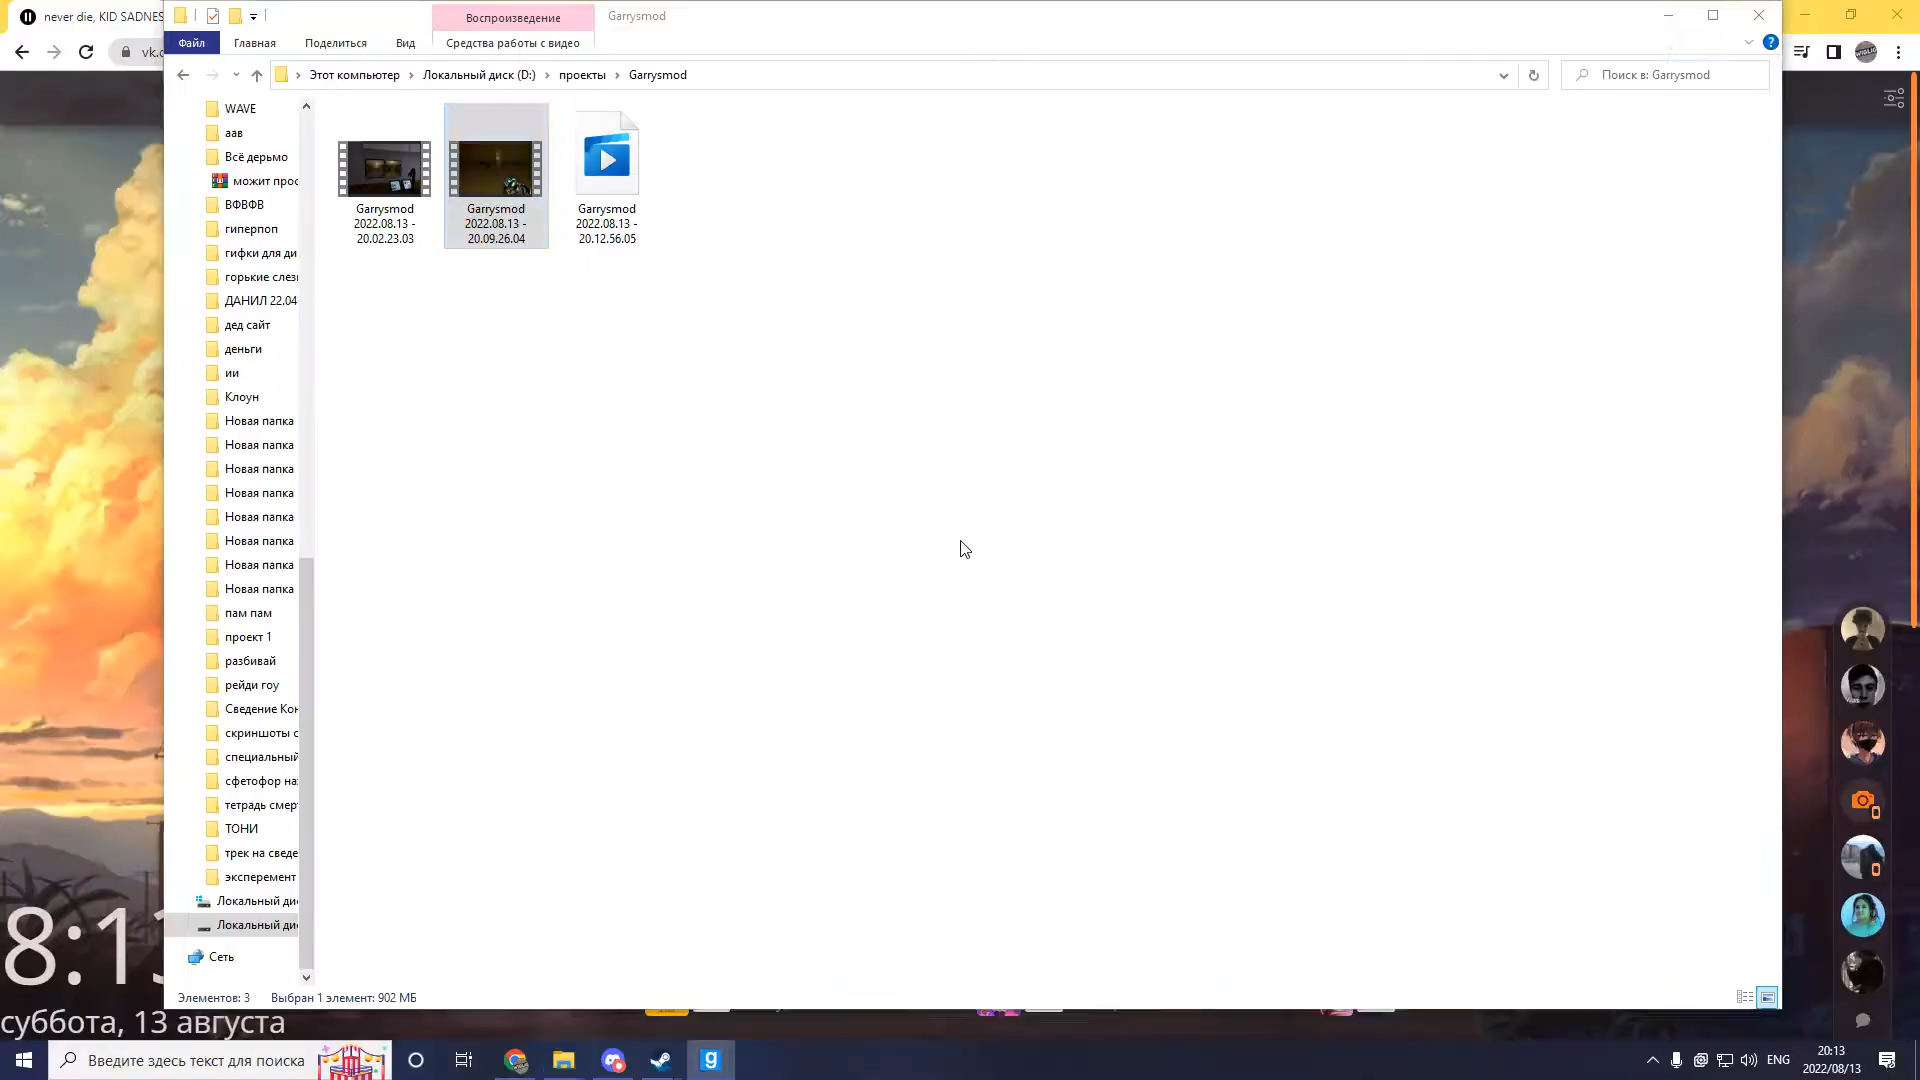 never die, KID SADNES
Воспроизведение
Garrysmod
Файл
Главная
Поделиться
Вид
Средства работы с видео
vk.c
Этот компьютер
Локальный диск (D:)
проекты
Garrysmod
Поиск в: Garrysmod
WAVE
аав
Всё дерьмо
можит прос
ВФВФВ
гиперпоп
гифки для ди
горькие слез
ДАНИЛ 22.04
дед сайт
деньги
ии
Клоун
Новая папка
Новая папка
Новая папка
Новая папка
Новая папка
Новая папка
Новая папка
Новая папка
пам пам
проект 1
разбивай
рейди гоу
Сведение Кон
скриншоты с
специальный
сфетофор на
тетрадь смер
ТОНИ
трек на сведе
эксперемент
Локальный дис
Локальный дис
Сеть
Garrysmod
2022.08.13 -
20.02.23.03
Garrysmod
2022.08.13 -
20.09.26.04
Garrysmod
2022.08.13 -
20.12.56.05
Элементов: 3
Выбран 1 элемент: 902 МБ
8:13
суббота, 13 августа
Введите здесь текст для поиска
g
ENG
20:13
2022/08/13